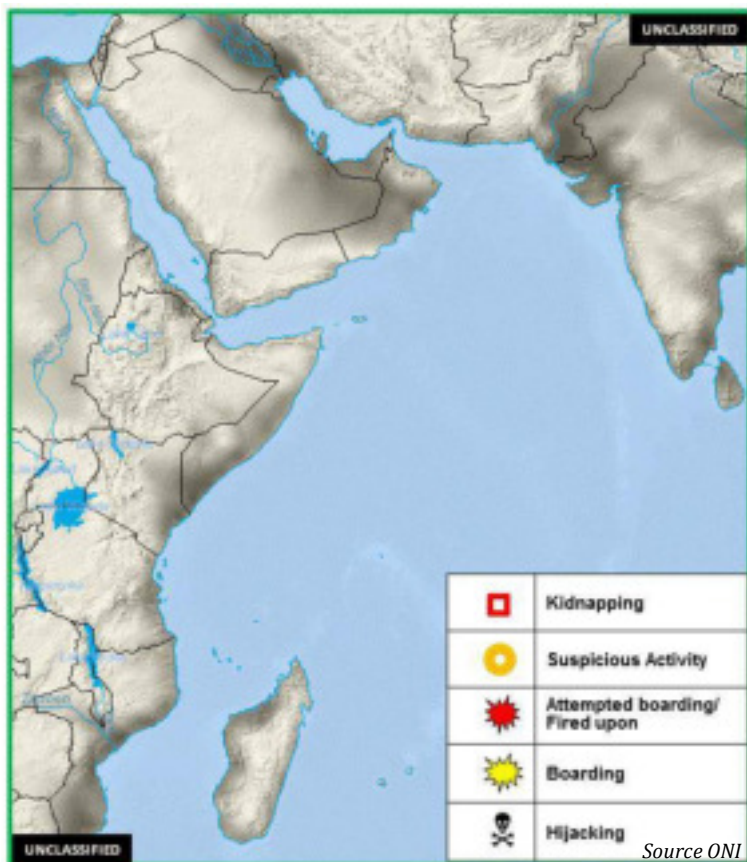 UNCLASSIFIED
Kidnapping
Suspicious Activity
Attempted boarding/
Fired upon
Boarding
Hijacking
UNCLASSIFIED
Source ONI